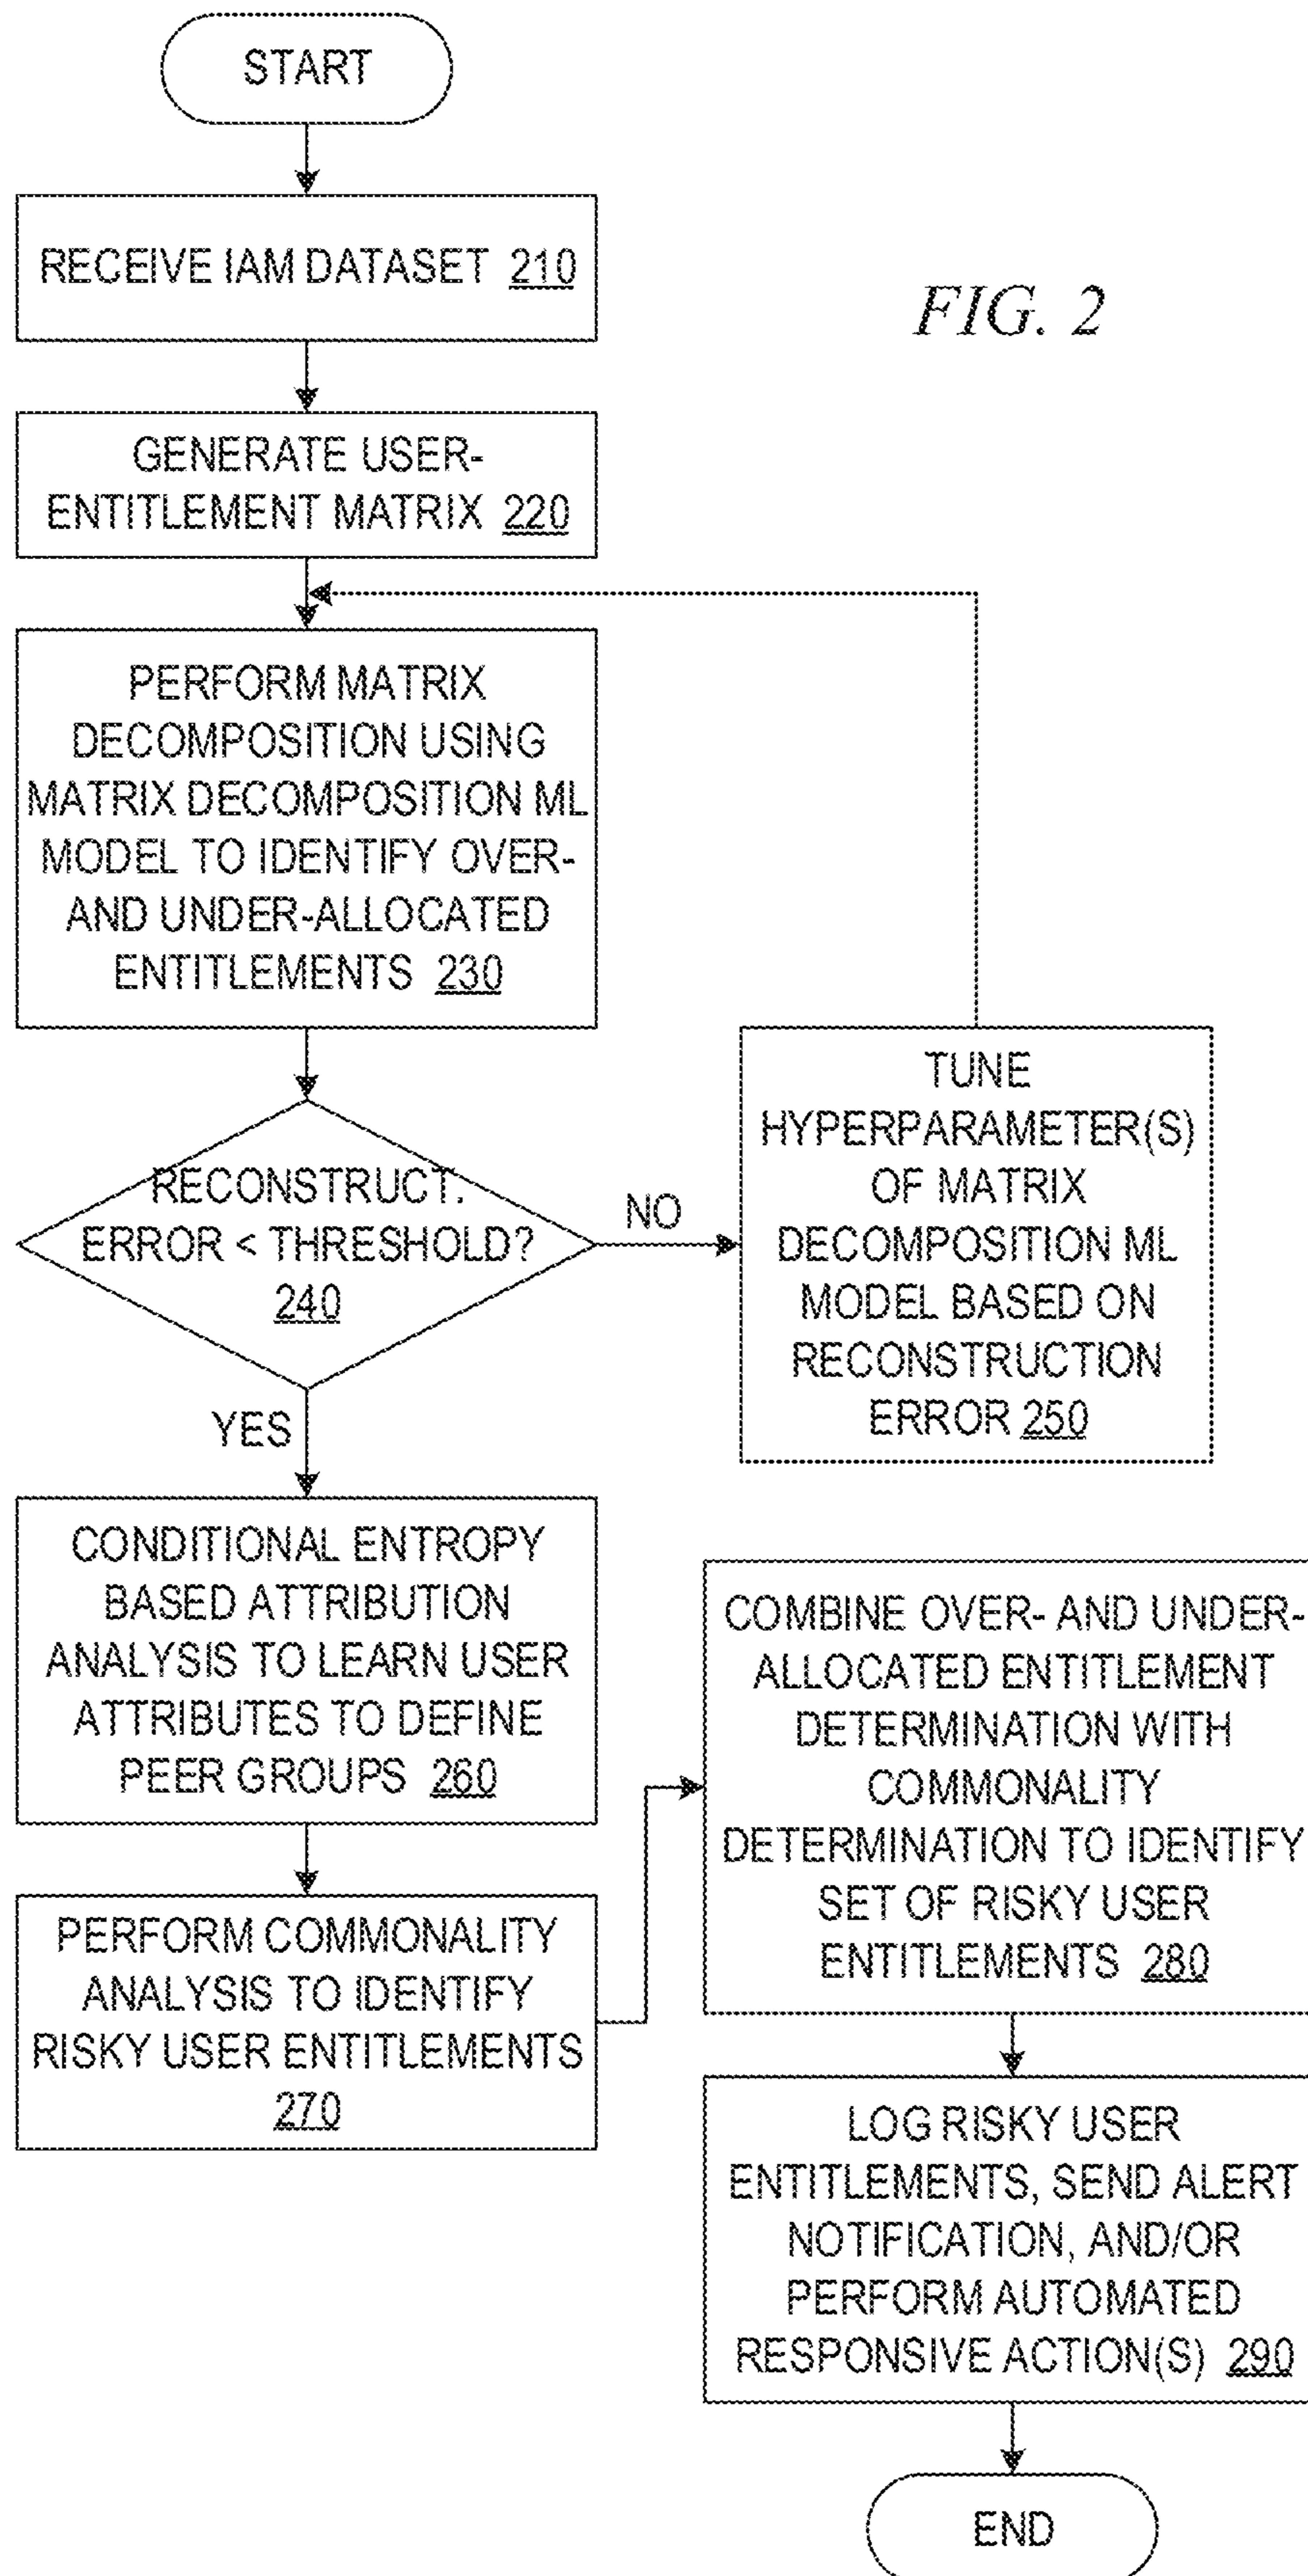 START
RECEIVE IAM DATASET 210
FIG. 2
GENERATE USER-
ENTITLEMENT MATRIX 220
PERFORM MATRIX
DECOMPOSITION USING
MATRIX DECOMPOSITION ML
MODEL TO IDENTIFY OVER-
AND UNDER-ALLOCATED
ENTITLEMENTS 230
RECONSTRUCT.
ERROR < THRESHOLD?
240
NO
TUNE
HYPERPARAMETER(S)
OF MATRIX
DECOMPOSITION ML
MODEL BASED ON
RECONSTRUCTION
ERROR 250
YES
CONDITIONAL ENTROPY
BASED ATTRIBUTION
ANALYSIS TO LEARN USER
ATTRIBUTES TO DEFINE
PEER GROUPS 260
PERFORM COMMONALITY
ANALYSIS TO IDENTIFY
RISKY USER ENTITLEMENTS
270
COMBINE OVER- AND UNDER-
ALLOCATED ENTITLEMENT
DETERMINATION WITH
COMMONALITY
DETERMINATION TO IDENTIFY
SET OF RISKY USER
ENTITLEMENTS 280
LOG RISKY USER
ENTITLEMENTS, SEND ALERT
NOTIFICATION, AND/OR
PERFORM AUTOMATED
RESPONSIVE ACTION(S) 290
END